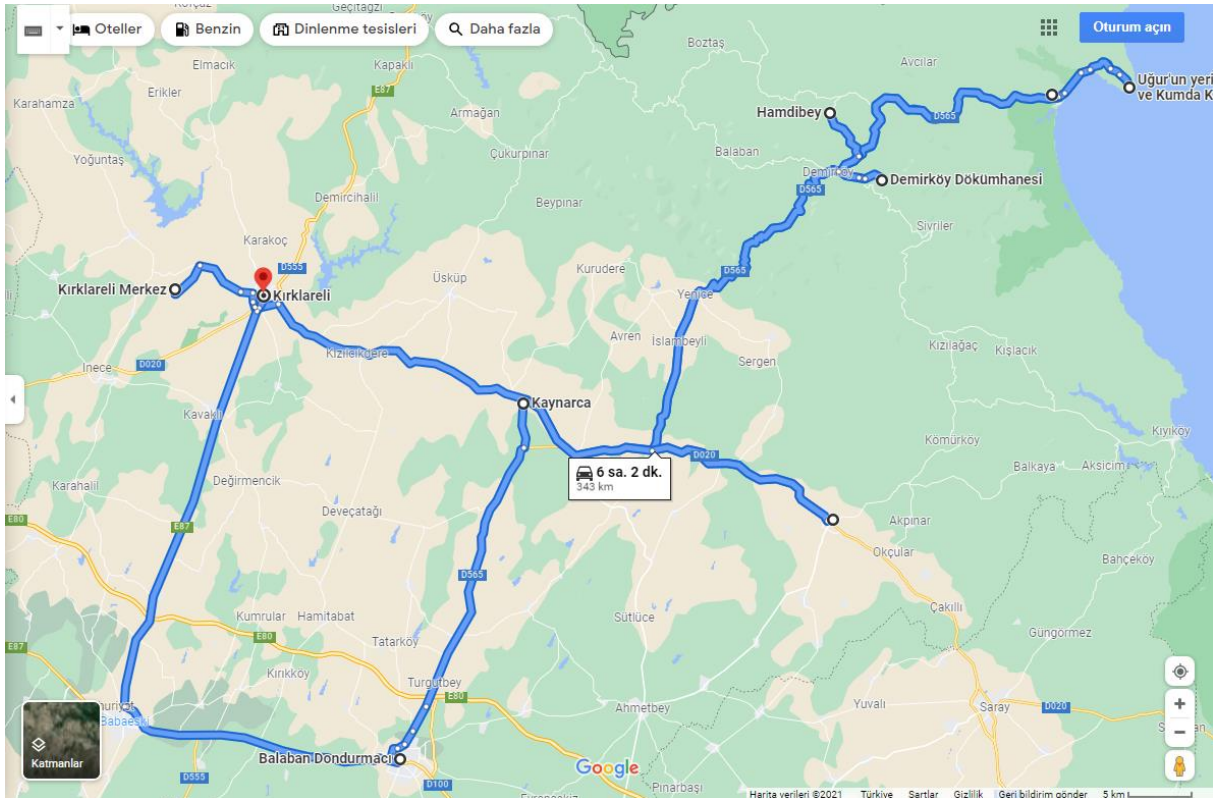 Geçitağzı
Oteller
Benzin
Dinlenme tesisleri
Daha fazla
Oturum açın
Boztaş
Elmacık
Kapaklı
Avcılar
Erikler
E87
Karahamza
Armağan
Hamdibey
D565
Uğur'un yeri
ve Kumda K
Yoğuntaş
Çukurpınar
Balaban
Demirköy
Demirköy Dökümhanesi
D565
Demircihalil
Beypınar
Sivriler
Karakoç
D555
Üsküp
Kurudere
D565
Kırklareli Merkez
Kırklareli
Yenice
Avren
İslambeyli
Kızılağaç
Kışlacık
Kızılcıkdere
Sergen
D020
İnece
Kavaklı
Kaynarca
Kıyıköy
Kömürköy
D020
Balkaya
Aksicim
6 sa. 2 dk.
343 km
Karahalil
Değirmencik
Deveçatağı
E80
E87
Akpınar
Okçular
Bahçeköy
D565
Kumrular
Hamitabat
Sütlüce
Çakıllı
Güngörmez
E80
Tatarköy
E87
Kırıkköy
Turgutbey
E80
Ahmetbey
Yuvalı
Saray
D020
Babaeski
Katmanlar
Balaban Dondurmacı
D555
D100
Google
Pınarbaşı
Harita verileri ©2021
Türkiye
Şartlar
Gizlilik
Geri bildirim gönder
5 km